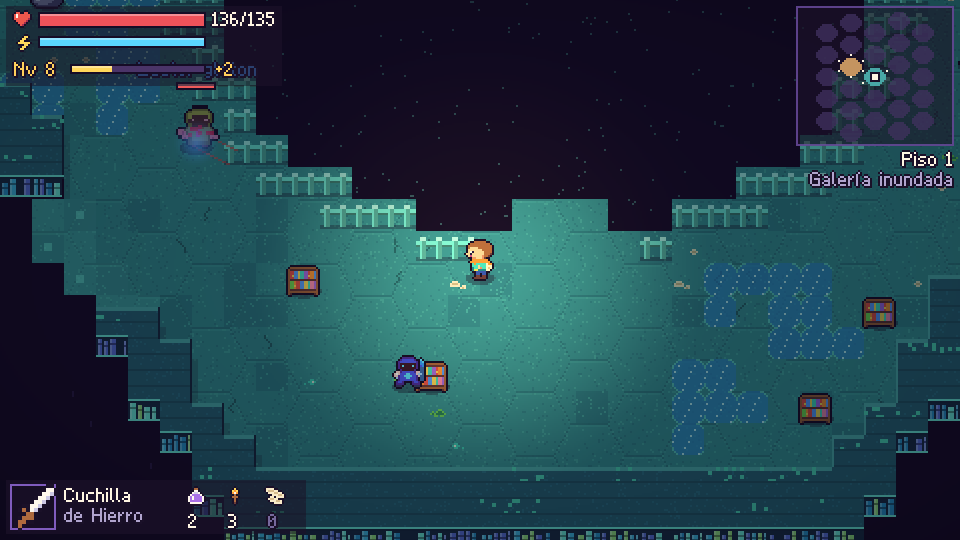 136/135
Nv 8
+2
Piso 1
Galería inundada
Cuchilla
de Hierro
2
3
0